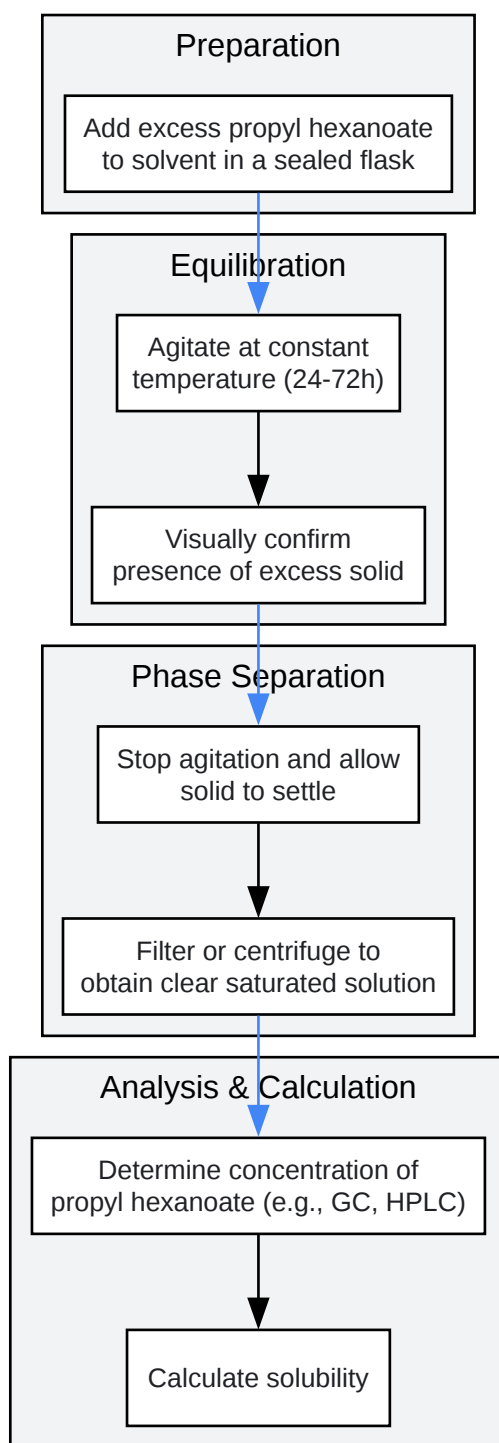 Preparation
Add excess propyl hexanoate
to solvent in a sealed flask
Equilibration
Agitate at constant
temperature (24-72h)
Visually confirm
presence of excess solid
Phase Separation
Stop agitation and allow
solid to settle
Filter or centrifuge to
obtain clear saturated solution
Analysis & Calculation
Determine concentration of
propyl hexanoate (e.g., GC, HPLC)
Calculate solubility